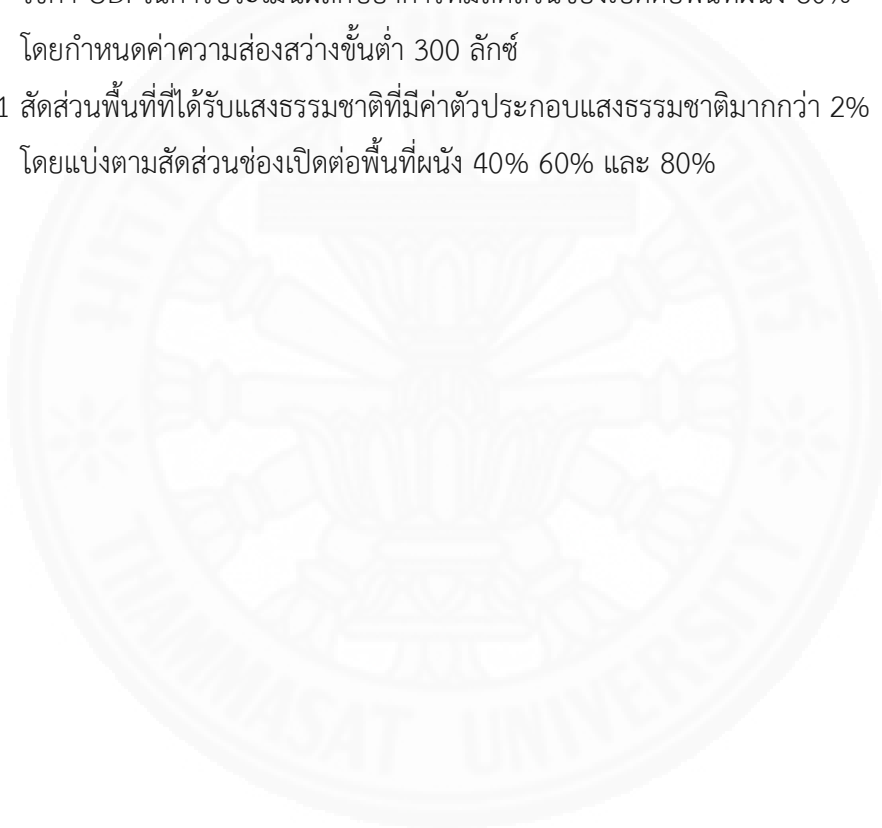 โดยกำหนดค่าความส่องสว่างขั้นต่ำ 300 ลักซ์
1 สัดส่วนพื้นที่ที่ได้รับแสงธรรมชาติที่มีค่าตัวประกอบแสงธรรมชาติมากกว่า 2%
โดยแบ่งตามสัดส่วนช่องเปิดต่อพื้นที่ผนัง 40% 60% และ 80%
THAMMASAT UNIVERSITY